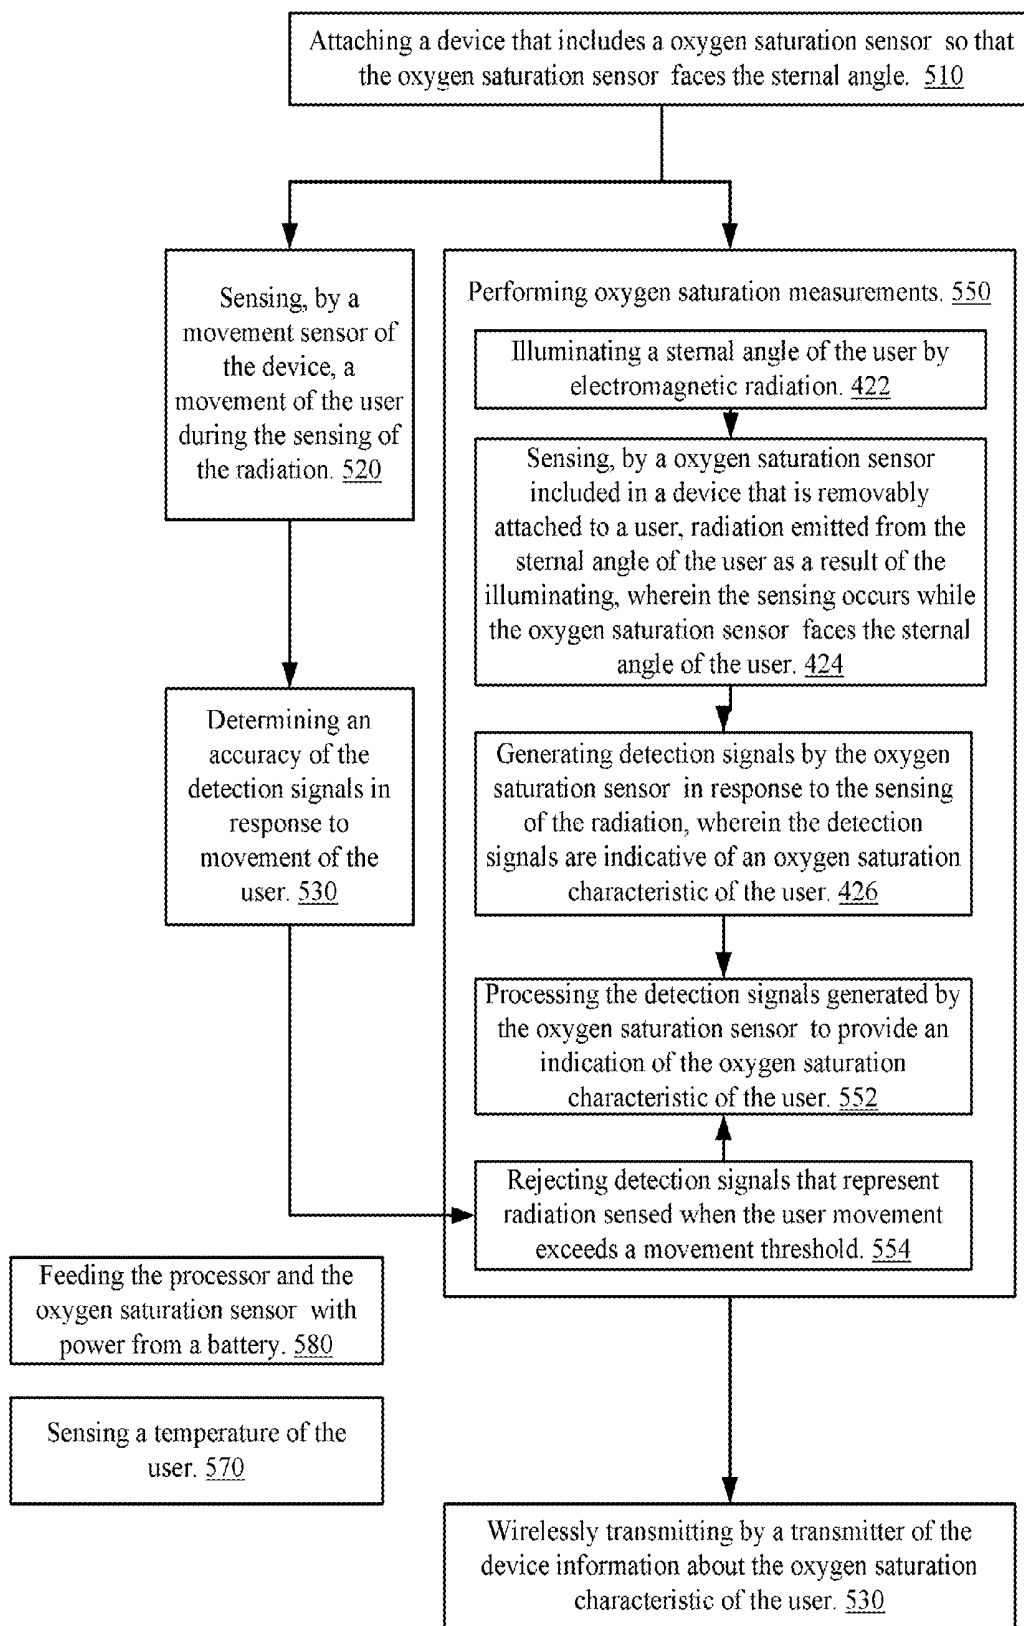 Attaching a device that includes a oxygen saturation sensor so that
the oxygen saturation sensor faces the sternal angle. 510
Sensing, by a
movement sensor of
the device, a
movement of the user
during the sensing of
the radiation. 520
Determining an
accuracy of the
detection signals in
response to
movement of the
user. 530
Performing oxygen saturation measurements. 550
Illuminating a sternal angle of the user by
electromagnetic radiation. 422
Sensing, by a oxygen saturation sensor
included in a device that is removably
attached to a user, radiation emitted from the
sternal angle of the user as a result of the
illuminating, wherein the sensing occurs while
the oxygen saturation sensor faces the sternal
angle of the user. 424
Generating detection signals by the oxygen
saturation sensor in response to the sensing
of the radiation, wherein the detection
signals are indicative of an oxygen saturation
characteristic of the user. 426
Processing the detection signals generated by
the oxygen saturation sensor to provide an
indication of the oxygen saturation
characteristic of the user. 552
Rejecting detection signals that represent
radiation sensed when the user movement
exceeds a movement threshold. 554
Feeding the processor and the
oxygen saturation sensor with
power from a battery. 580
Sensing a temperature of the
user. 570
Wirelessly transmitting by a transmitter of the
device information about the oxygen saturation
characteristic of the user. 530